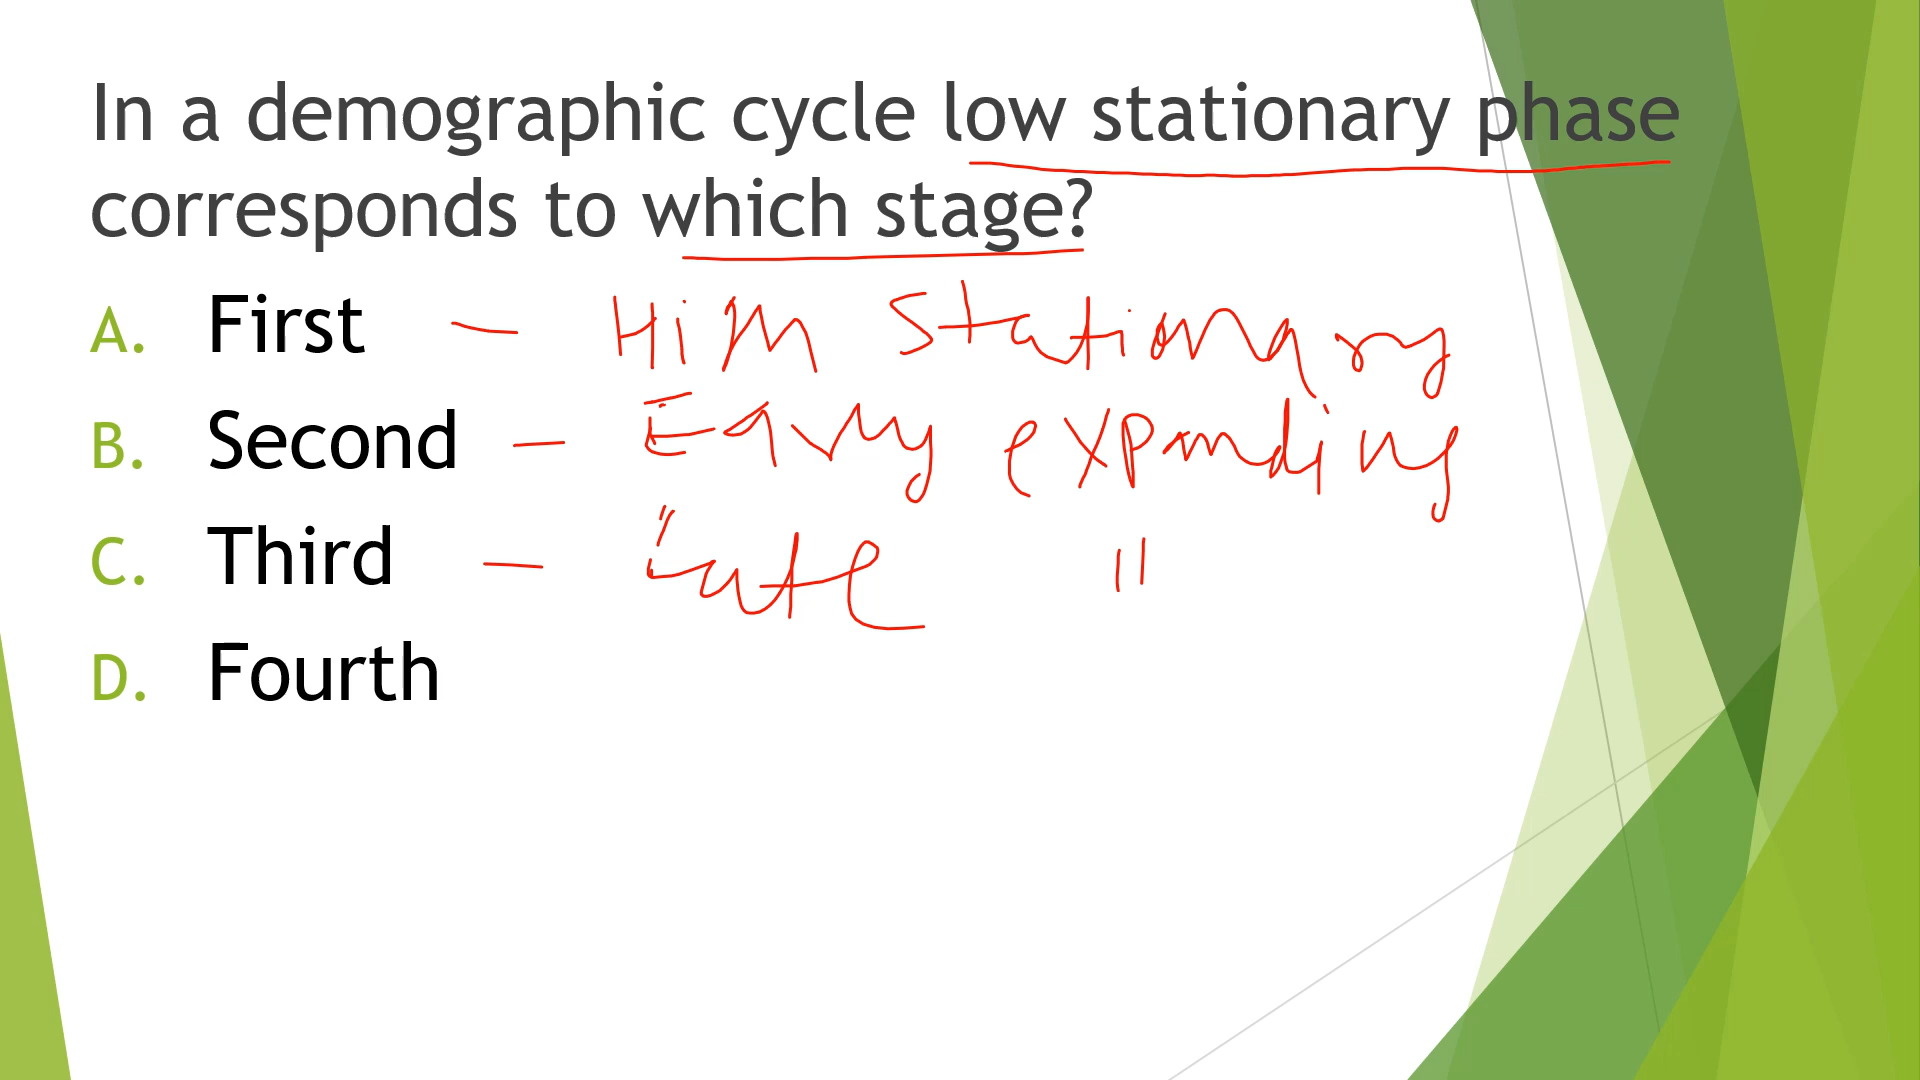 In a demographic cycle low stationary phase
corresponds to which stage?
A. First — High Stationary
B. Second — Early expanding
C. Third — Late "
D. Fourth